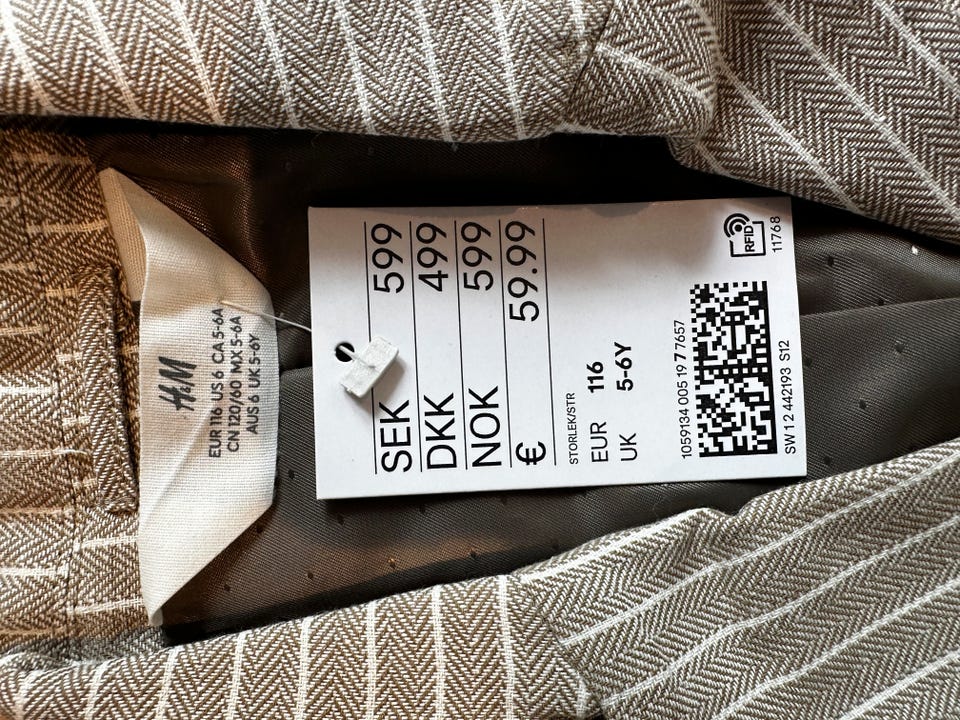 H&M
EUR 116 US 6 CA 5-6A
CN 120/60 MX 5-6A
AUS 6 UK 5-6Y
SEK 599
DKK 499
NOK 599
€ 59.99
STORLEK/STR
EUR 116
UK 5-6Y
RFID
11768
1059134 005 19 7 7657
SW 1 2 442193 S12